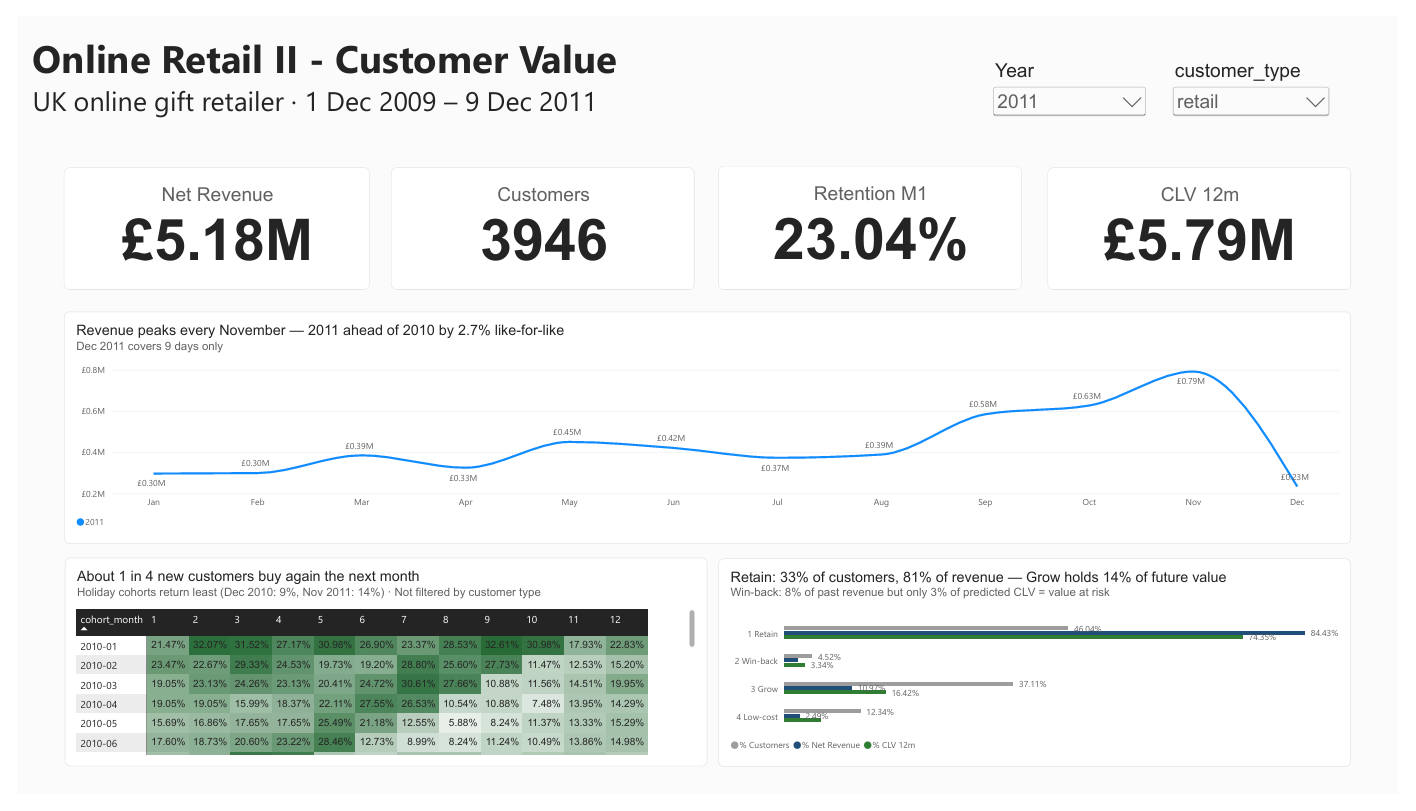 Online Retail II - Customer Value
UK online gift retailer · 1 Dec 2009 – 9 Dec 2011
Year
customer_type
2011
retail
Net Revenue
£5.18M
Customers
3946
Retention M1
23.04%
CLV 12m
£5.79M
Revenue peaks every November — 2011 ahead of 2010 by 2.7% like-for-like
Dec 2011 covers 9 days only
£0.8M
£0.6M
£0.4M
£0.2M
£0.30M
£0.30M
£0.39M
£0.33M
£0.45M
£0.42M
£0.37M
£0.39M
£0.58M
£0.63M
£0.79M
£0.23M
Jan Feb Mar Apr May Jun Jul Aug Sep Oct Nov Dec
2011
About 1 in 4 new customers buy again the next month
Holiday cohorts return least (Dec 2010: 9%, Nov 2011: 14%) · Not filtered by customer type
cohort_month 1 2 3 4 5 6 7 8 9 10 11 12
2010-01 21.47% 32.07% 31.52% 27.17% 30.98% 26.90% 23.37% 28.53% 32.61% 30.98% 17.93% 22.83%
2010-02 23.47% 22.67% 29.33% 24.53% 19.73% 19.20% 28.80% 25.60% 27.73% 11.47% 12.53% 15.20%
2010-03 19.05% 23.13% 24.26% 23.13% 20.41% 24.72% 30.61% 27.66% 10.88% 11.56% 14.51% 19.95%
2010-04 19.05% 19.05% 15.99% 18.37% 22.11% 27.55% 26.53% 10.54% 10.88% 7.48% 13.95% 14.29%
2010-05 15.69% 16.86% 17.65% 17.65% 25.49% 21.18% 12.55% 5.88% 8.24% 11.37% 13.33% 15.29%
2010-06 17.60% 18.73% 20.60% 23.22% 28.46% 12.73% 8.99% 8.24% 11.24% 10.49% 13.86% 14.98%
Retain: 33% of customers, 81% of revenue — Grow holds 14% of future value
Win-back: 8% of past revenue but only 3% of predicted CLV = value at risk
1 Retain
46.04%
84.43%
74.35%
2 Win-back
4.52%
3.34%
3 Grow
37.11%
16.42%
4 Low-cost
12.34%
% Customers % Net Revenue % CLV 12m